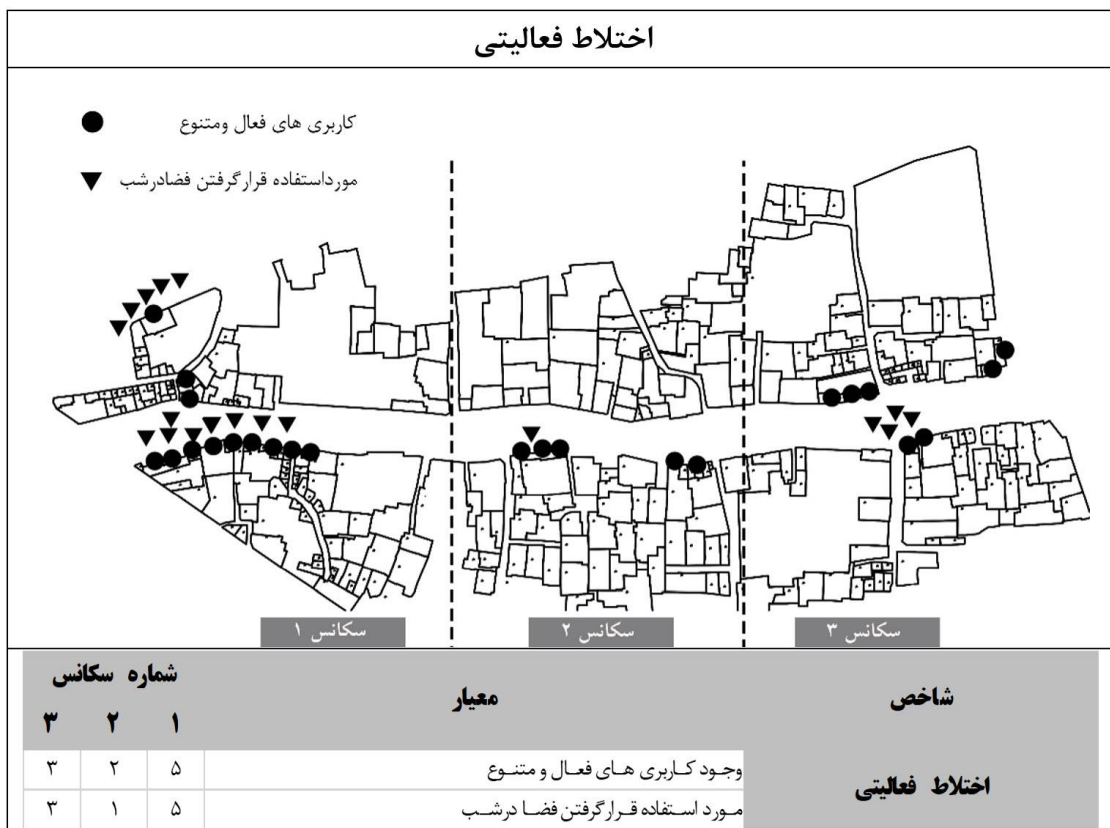 اختلاط فعالیتی
کاربری های فعال ومتنوع
مورداستفاده قرارگرفتن فضادرشب
سکانس ۱
سکانس ۲
سکانس ۳
شاخص
معیار
شماره سکانس
۱ ۲ ۳
اختلاط فعالیتی
وجود کاربری های فعال و متنوع ۵ ۲ ۳
مورد استفاده قرارگرفتن فضا درشب ۵ ۱ ۳